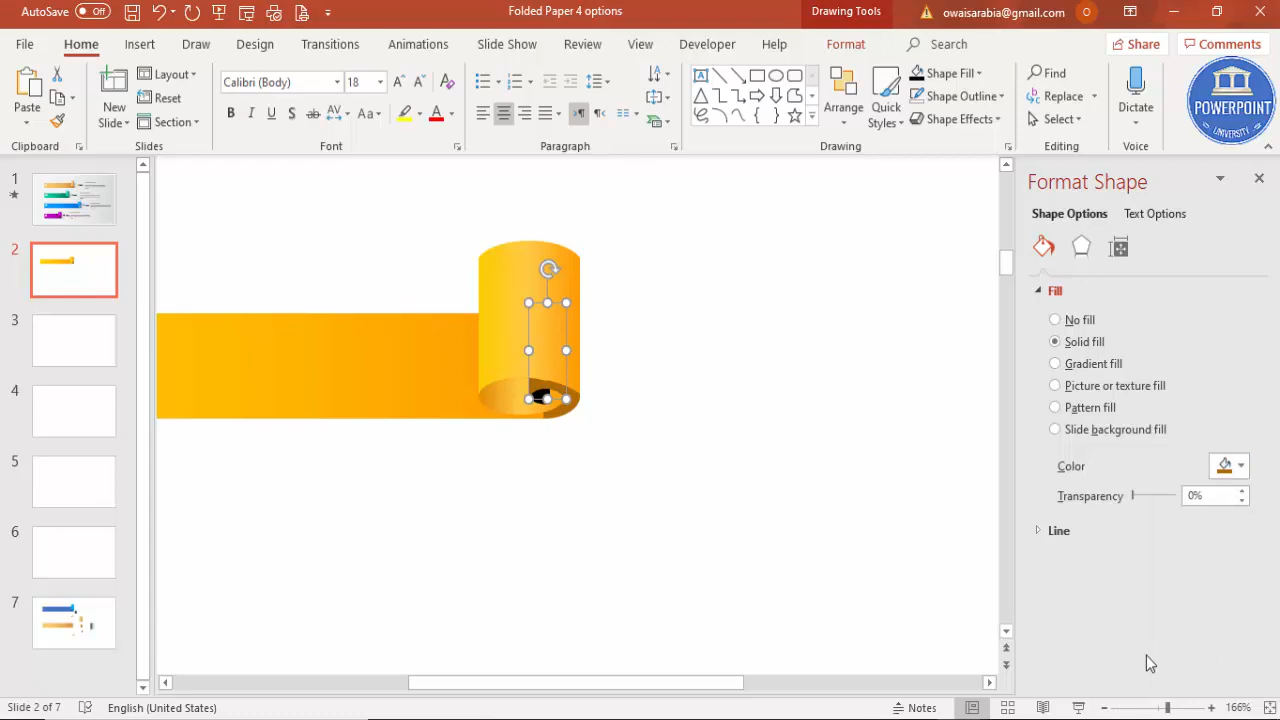 AutoSave Off
Folded Paper 4 options
Drawing Tools
owaisarabia@gmail.com
O
File Home Insert Draw Design Transitions Animations Slide Show Review View Developer Help Format Search Share Comments
Paste
New
Slide
Layout
Reset
Section
Calibri (Body) 18
B I U S ab AV Aa A
Arrange
Quick
Styles
Shape Fill
Shape Outline
Shape Effects
Find
Replace
Select
Dictate
POWERPOINT
UNIVERSITY
Clipboard Slides Font Paragraph Drawing Editing Voice
1
2
3
4
5
6
7
Format Shape
Shape Options Text Options
Fill
No fill
Solid fill
Gradient fill
Picture or texture fill
Pattern fill
Slide background fill
Color
Transparency 0%
Line
Slide 2 of 7 English (United States) Notes 166%